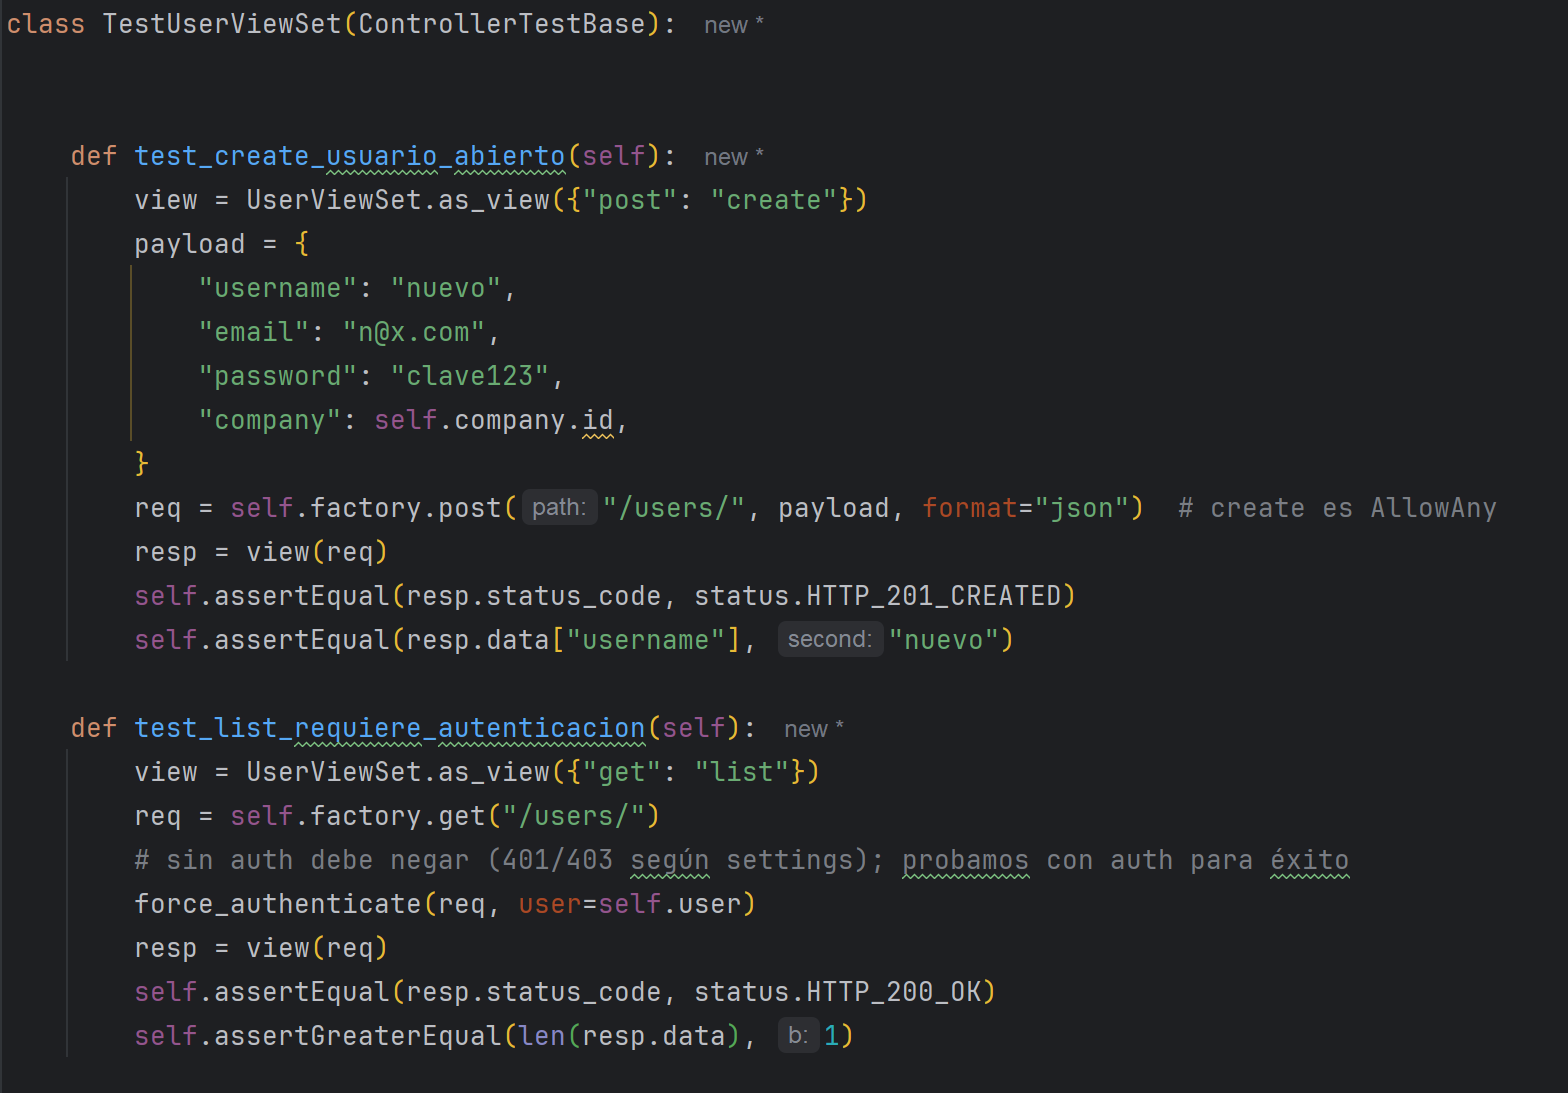 class TestUserViewSet(ControllerTestBase): new *
def test_create_usuario_abierto(self): new *
view = UserViewSet.as_view({"post": "create"})
payload = {
"username": "nuevo",
"email": "n@x.com",
"password": "clave123",
"company": self.company.id,
}
req = self.factory.post( path: "/users/", payload, format="json") # create es AllowAny
resp = view(req)
self.assertEqual(resp.status_code, status.HTTP_201_CREATED)
self.assertEqual(resp.data["username"], second: "nuevo")
def test_list_requiere_autenticacion(self): new *
view = UserViewSet.as_view({"get": "list"})
req = self.factory.get("/users/")
# sin auth debe negar (401/403 según settings); probamos con auth para éxito
force_authenticate(req, user=self.user)
resp = view(req)
self.assertEqual(resp.status_code, status.HTTP_200_OK)
self.assertGreaterEqual(len(resp.data), b: 1)